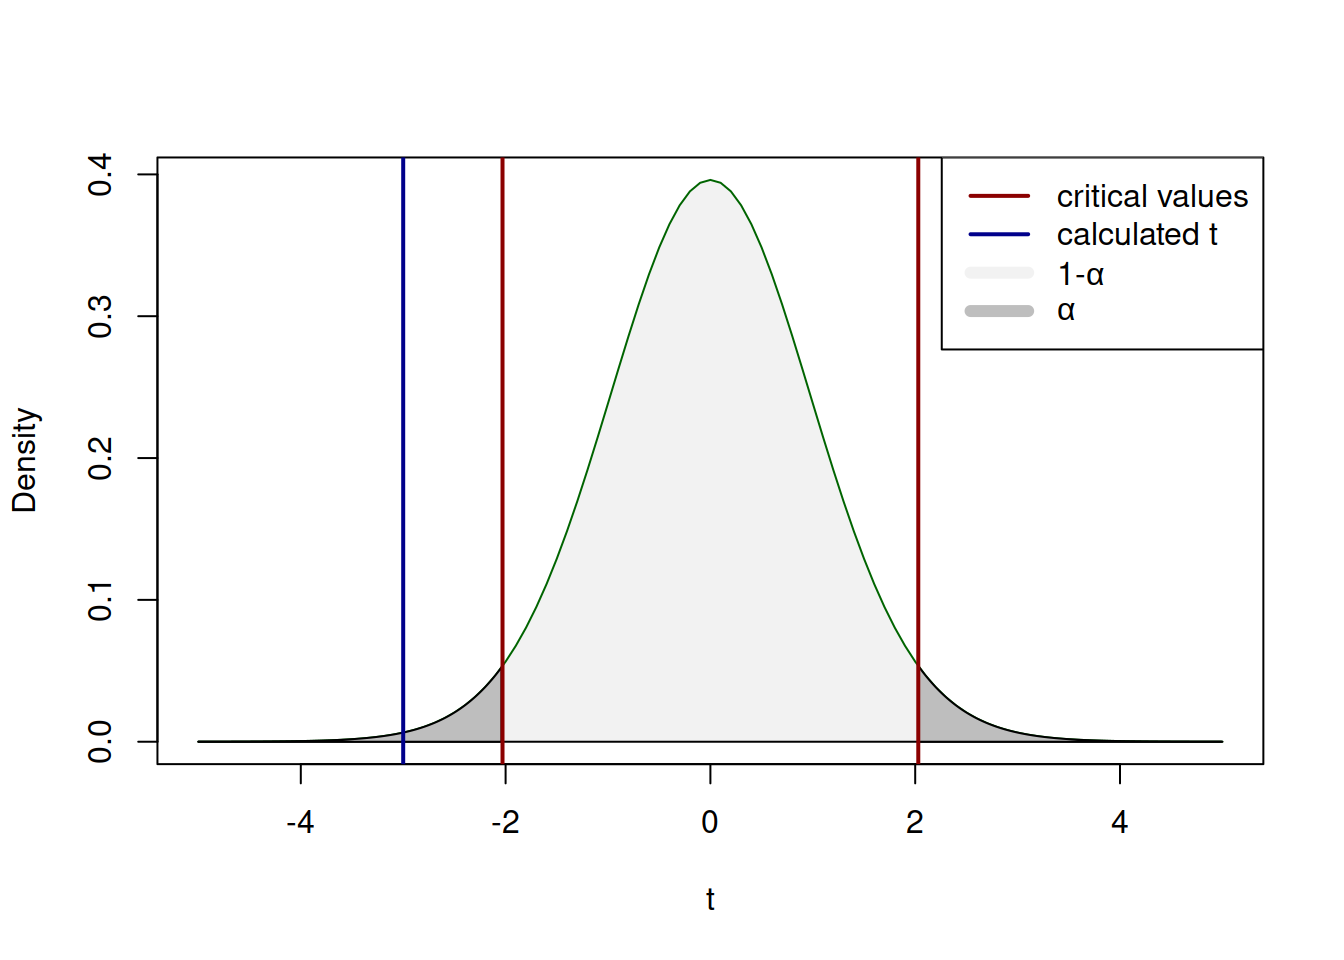 critical values
calculated t
1-α
α
0.4
0.3
0.2
0.1
0.0
Density
-4 -2 0 2 4
t